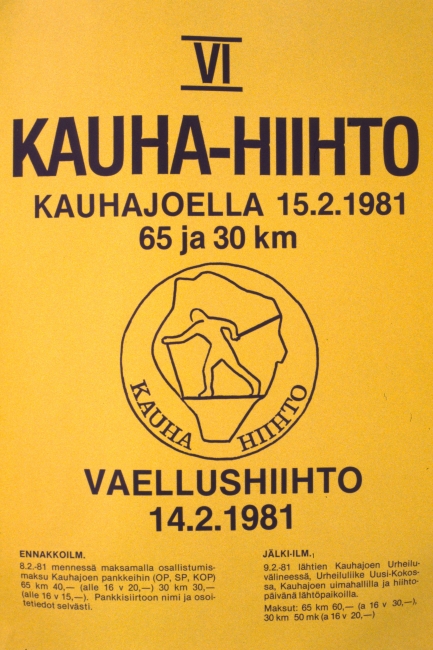 VI
KAUHA-HIIHTO
KAUHAJOELLA 15.2.1981
65 ja 30 km
KAUHA HIIHTO
VAELLUSHIIHTO
14.2.1981
ENNAKKOILM.
8.2.-81 mennessä maksamalla osallistumis-
maksu Kauhajoen pankkeihin (OP, SP, KOP)
65 km 40,— (alle 16 v 20,—) 30 km 30,—
(alle 16 v 15,—). Pankkisiirtoon nimi ja osoi-
tetiedot selvästi.
JÄLKI-ILM.
9.2.-81 lähtien Kauhajoen Urheilu-
välineessä, Urheiluliike Uusi-Kokos-
sa, Kauhajoen uimahallilla ja hiihto-
päivänä lähtöpaikoilla.
Maksut: 65 km 60,— (a 16 v 30,—),
30 km 50 mk (a 16 v 20,—)